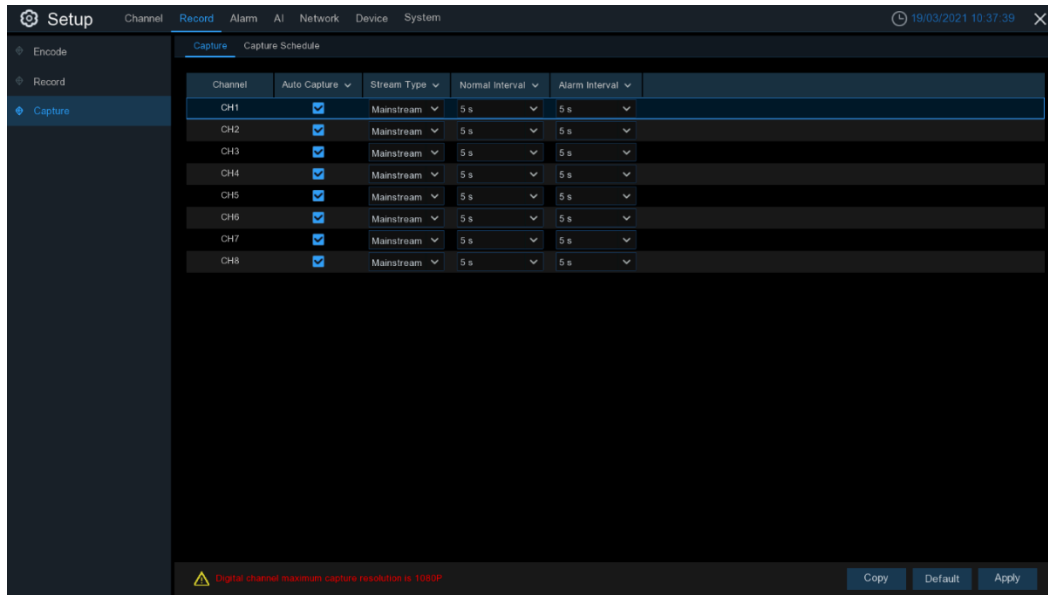 Setup Channel Record Alarm AI Network Device System 19/03/2021 10:37:39
Encode
Record
Capture
Capture Capture Schedule
Channel Auto Capture Stream Type Normal Interval Alarm Interval
CH1 Mainstream 5 s 5 s
CH2 Mainstream 5 s 5 s
CH3 Mainstream 5 s 5 s
CH4 Mainstream 5 s 5 s
CH5 Mainstream 5 s 5 s
CH6 Mainstream 5 s 5 s
CH7 Mainstream 5 s 5 s
CH8 Mainstream 5 s 5 s
Digital channel maximum capture resolution is 1080P
Copy Default Apply